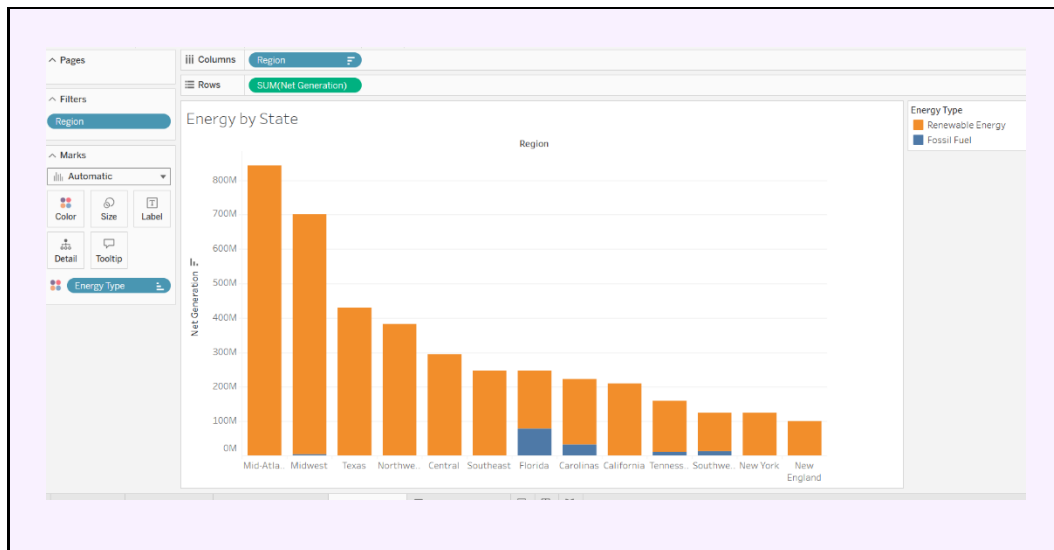 Pages
Columns
Region
Rows
SUM(Net Generation)
Filters
Region
Marks
Automatic
Color
Size
Label
Detail
Tooltip
Energy Type
Energy by State
Region
Net Generation
800M
700M
600M
500M
400M
300M
200M
100M
0M
Mid-Atla.. Midwest Texas Northwe.. Central Southeast Florida Carolinas California Tenness.. Southwe.. New York New
England
Energy Type
Renewable Energy
Fossil Fuel